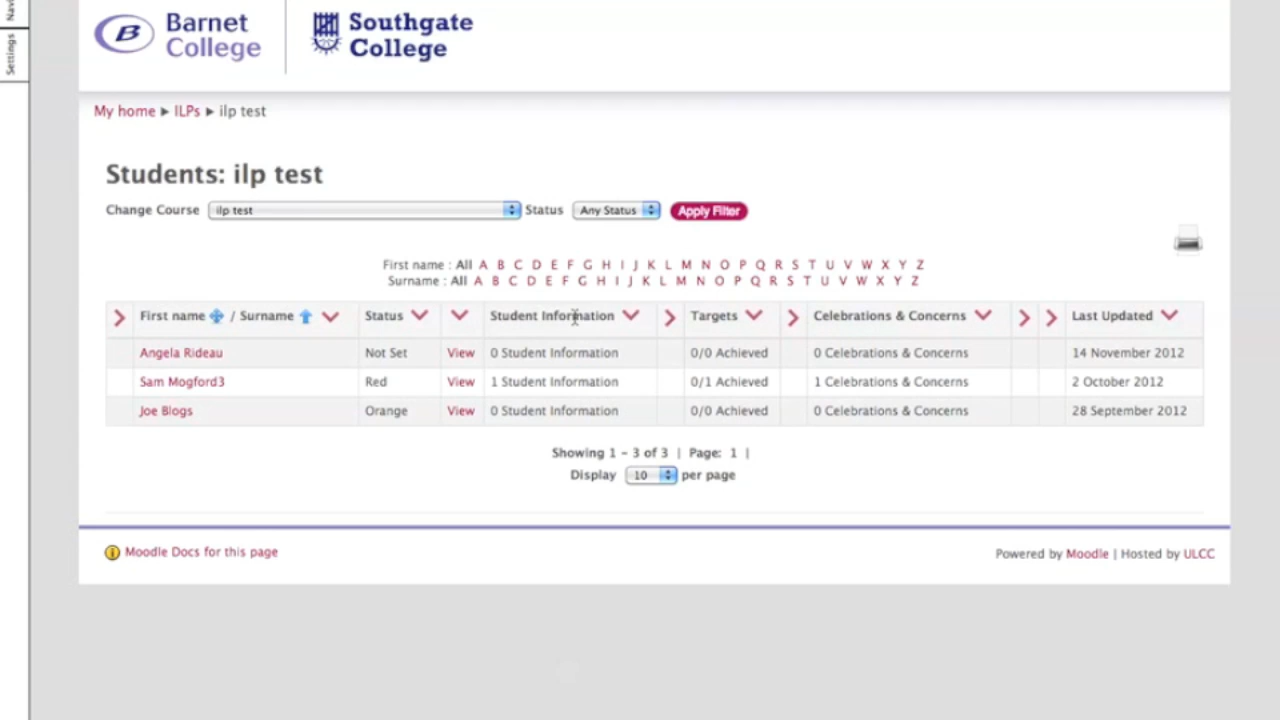 Settings
Barnet College
Southgate College
My home ► ILPs ► ilp test
Students: ilp test
Change Course ilp test Status Any Status Apply Filter
First name : All A B C D E F G H I J K L M N O P Q R S T U V W X Y Z
Surname : All A B C D E F G H I J K L M N O P Q R S T U V W X Y Z
First name / Surname Status Student Information Targets Celebrations & Concerns Last Updated
Angela Rideau Not Set View 0 Student Information 0/0 Achieved 0 Celebrations & Concerns 14 November 2012
Sam Mogford3 Red View 1 Student Information 0/1 Achieved 1 Celebrations & Concerns 2 October 2012
Joe Blogs Orange View 0 Student Information 0/0 Achieved 0 Celebrations & Concerns 28 September 2012
Showing 1 - 3 of 3 | Page: 1 |
Display 10 per page
Moodle Docs for this page
Powered by Moodle | Hosted by ULCC